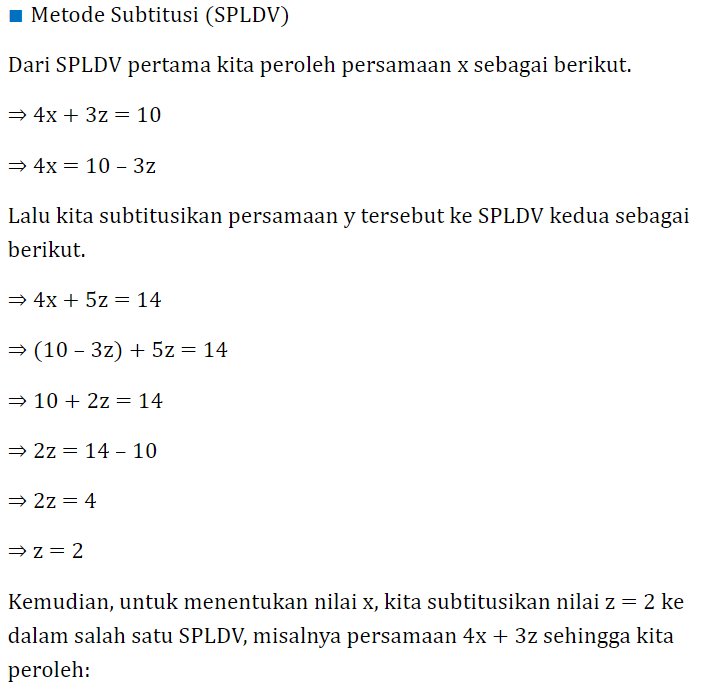 ■ Metode Subtitusi (SPLDV)
Dari SPLDV pertama kita peroleh persamaan x sebagai berikut.
⇒ 4x + 3z = 10
⇒ 4x = 10 – 3z
Lalu kita subtitusikan persamaan y tersebut ke SPLDV kedua sebagai
berikut.
⇒ 4x + 5z = 14
⇒ (10 – 3z) + 5z = 14
⇒ 10 + 2z = 14
⇒ 2z = 14 – 10
⇒ 2z = 4
⇒ z = 2
Kemudian, untuk menentukan nilai x, kita subtitusikan nilai z = 2 ke
dalam salah satu SPLDV, misalnya persamaan 4x + 3z sehingga kita
peroleh: